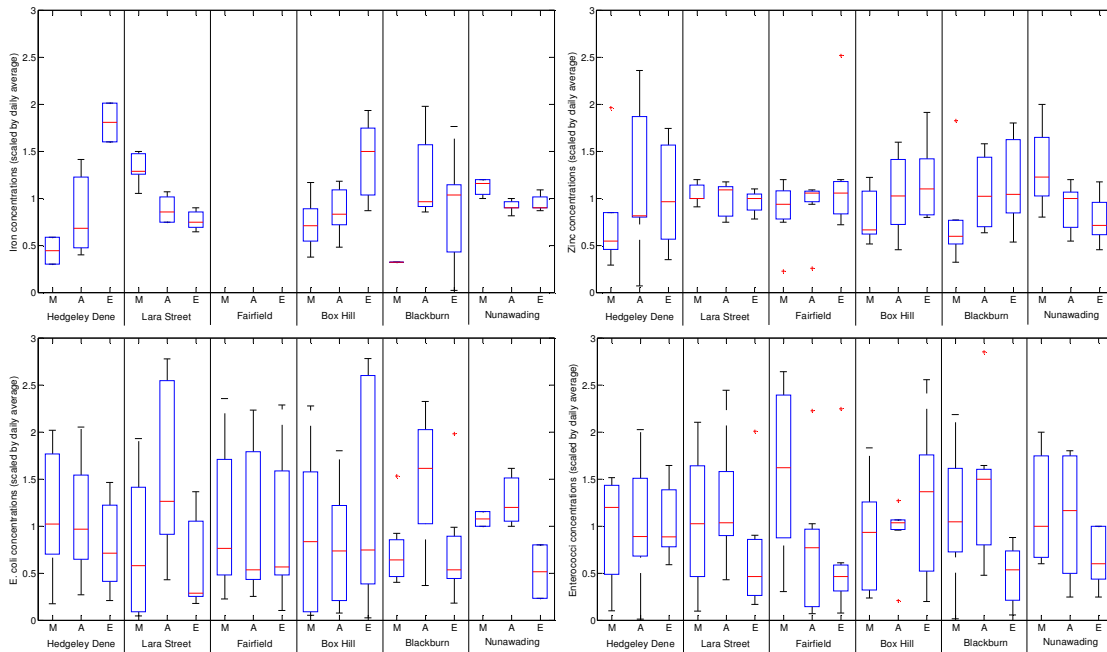 3
2.5
2
1.5
1
0.5
0
Iron concentrations (scaled by daily average)
M A E M A E M A E M A E M A E M A E
Hedgeley Dene Lara Street Fairfield Box Hill Blackburn Nunawading
3
2.5
2
1.5
1
0.5
0
Zinc concentrations (scaled by daily average)
M A E M A E M A E M A E M A E M A E
Hedgeley Dene Lara Street Fairfield Box Hill Blackburn Nunawading
3
2.5
2
1.5
1
0.5
0
E. coli concentrations (scaled by daily average)
M A E M A E M A E M A E M A E M A E
Hedgeley Dene Lara Street Fairfield Box Hill Blackburn Nunawading
3
2.5
2
1.5
1
0.5
0
Enterococci concentrations (scaled by daily average)
M A E M A E M A E M A E M A E M A E
Hedgeley Dene Lara Street Fairfield Box Hill Blackburn Nunawading